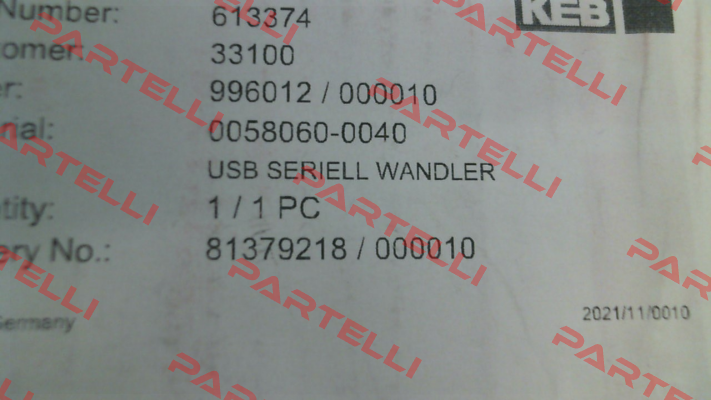 Number: 613374
KEB
omer: 33100
er: 996012 / 000010
rial: 0058060-0040
USB SERIELL WANDLER
tity: 1 / 1 PC
ery No.: 81379218 / 000010
Germany
2021/11/0010
PARTELLI
PARTELLI
PARTELLI
PARTELLI
PARTELLI
PARTELLI
PARTELLI